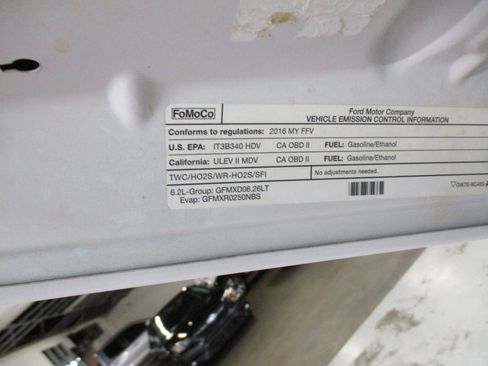 FoMoCo
Ford Motor Company
VEHICLE EMISSION CONTROL INFORMATION
Conforms to regulations: 2016 MY FFV
U.S. EPA: IT3B340 HDV CA OBD II FUEL: Gasoline/Ethanol
California: ULEV II MDV CA OBD II FUEL: Gasoline/Ethanol
TWC/HO2S/WR-HO2S/SFI No adjustments needed.
6.2L-Group: GFMXD06.26LT
Evap: GFMXR0250NBS